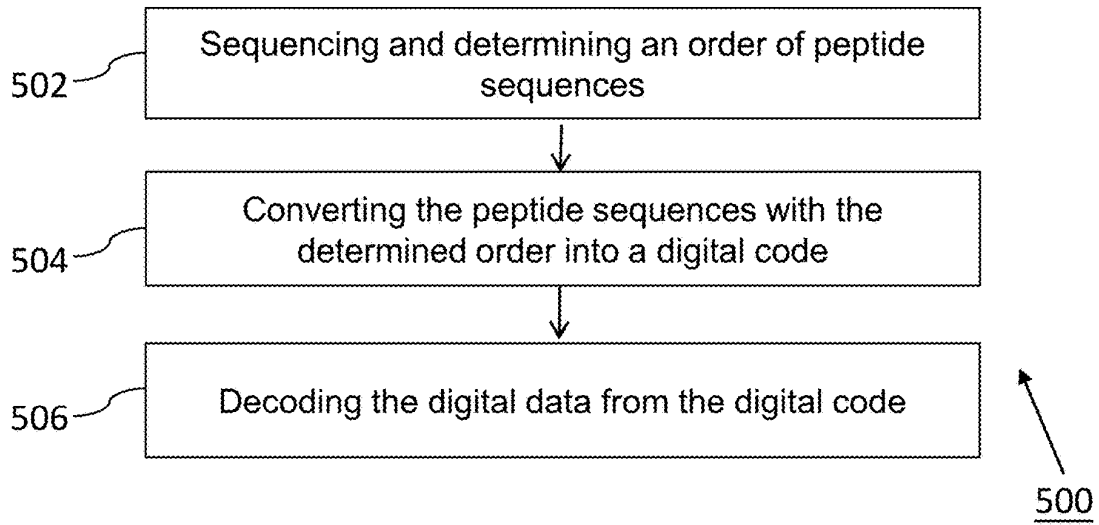 Sequencing and determining an order of peptide
sequences
502
Converting the peptide sequences with the
determined order into a digital code
504
Decoding the digital data from the digital code
506
500